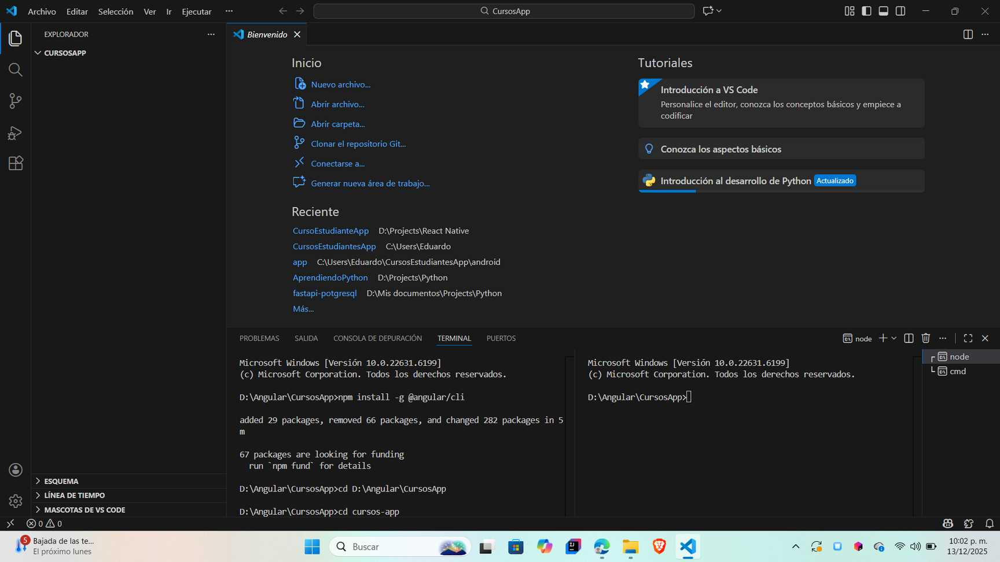 Archivo Editar Selección Ver Ir Ejecutar ···
CursosApp
EXPLORADOR
CURSOSAPP
ESQUEMA
LÍNEA DE TIEMPO
MASCOTAS DE VS CODE
Bienvenido
Inicio
Nuevo archivo...
Abrir archivo...
Abrir carpeta...
Clonar el repositorio Git...
Conectarse a...
Generar nueva área de trabajo...
Reciente
CursoEstudianteApp D:\Projects\React Native
CursosEstudiantesApp C:\Users\Eduardo
app C:\Users\Eduardo\CursosEstudiantesApp\android
AprendiendoPython D:\Projects\Python
fastapi-potgresql D:\Mis documentos\Projects\Python
Más...
Tutoriales
Introducción a VS Code
Personalice el editor, conozca los conceptos básicos y empiece a
codificar
Conozca los aspectos básicos
Introducción al desarrollo de Python Actualizado
PROBLEMAS SALIDA CONSOLA DE DEPURACIÓN TERMINAL PUERTOS
node
Microsoft Windows [Versión 10.0.22631.6199]
(c) Microsoft Corporation. Todos los derechos reservados.
D:\Angular\CursosApp>npm install -g @angular/cli
added 29 packages, removed 66 packages, and changed 282 packages in 5
m
67 packages are looking for funding
run `npm fund` for details
D:\Angular\CursosApp>cd D:\Angular\CursosApp
D:\Angular\CursosApp>cd cursos-app
Microsoft Windows [Versión 10.0.22631.6199]
(c) Microsoft Corporation. Todos los derechos reservados.
D:\Angular\CursosApp>
node
cmd
0 0
5
Bajada de las te...
El próximo lunes
Buscar
IJ
10:02 p. m.
13/12/2025